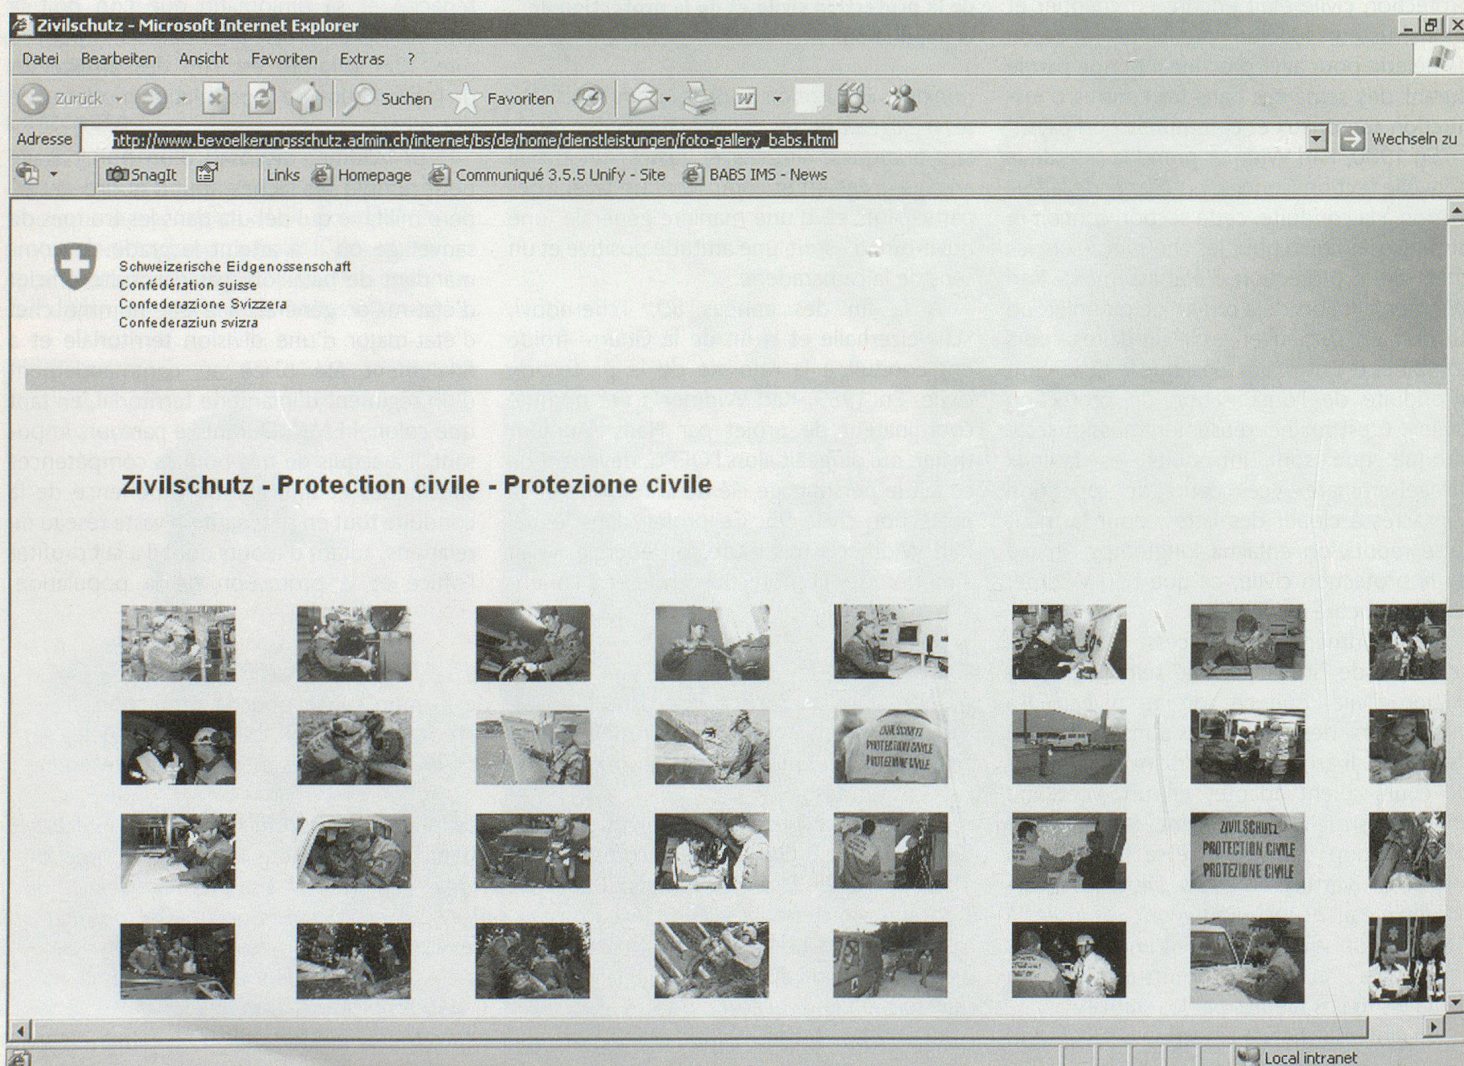 Zivilschutz - Microsoft Internet Explorer
Datei Bearbeiten Ansicht Favoriten Extras ?
Zurück Suchen Favoriten
Adresse http://www.bevoelkerungsschutz.admin.ch/internet/bs/de/home/dienstleistungen/foto-gallery_babs.html Wechseln zu
SnagIt Links Homepage Communiqué 3.5.5 Unify - Site BABS IMS - News
Schweizerische Eidgenossenschaft
Confédération suisse
Confederazione Svizzera
Confederaziun svizra
Zivilschutz - Protection civile - Protezione civile
ZIVILSCHUTZ
PROTECTION CIVILE
PROTEZIONE CIVILE
ZIVILSCHUTZ
PROTECTION CIVILE
PROTEZIONE CIVILE
Local intranet